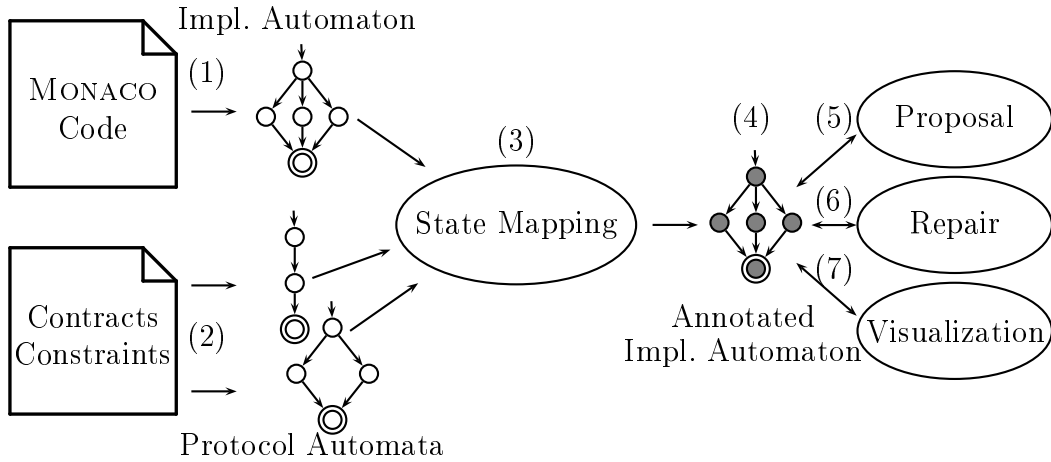 Impl. Automaton
(1)
MONACO
Code
(3)
State Mapping
(4)
(5)
Proposal
(6)
Repair
(7)
Visualization
Contracts
Constraints
(2)
Annotated
Impl. Automaton
Protocol Automata